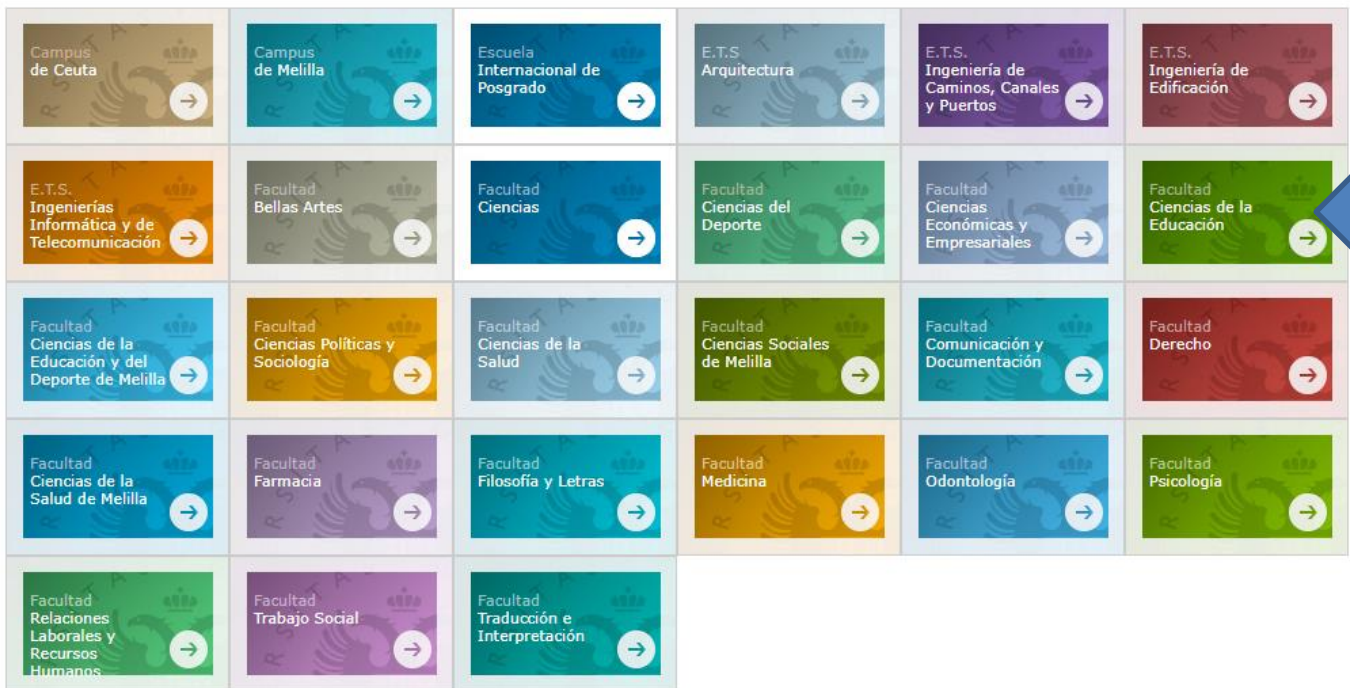 Campus
de Ceuta
Campus
de Melilla
Escuela
Internacional de
Posgrado
E.T.S
Arquitectura
E.T.S.
Ingeniería de
Caminos, Canales
y Puertos
E.T.S.
Ingeniería de
Edificación
E.T.S.
Ingenierías
Informática y de
Telecomunicación
Facultad
Bellas Artes
Facultad
Ciencias
Facultad
Ciencias del
Deporte
Facultad
Ciencias
Económicas y
Empresariales
Facultad
Ciencias de la
Educación
Facultad
Ciencias de la
Educación y del
Deporte de Melilla
Facultad
Ciencias Políticas y
Sociología
Facultad
Ciencias de la
Salud
Facultad
Ciencias Sociales
de Melilla
Facultad
Comunicación y
Documentación
Facultad
Derecho
Facultad
Ciencias de la
Salud de Melilla
Facultad
Farmacia
Facultad
Filosofía y Letras
Facultad
Medicina
Facultad
Odontología
Facultad
Psicología
Facultad
Relaciones
Laborales y
Recursos
Humanos
Facultad
Trabajo Social
Facultad
Traducción e
Interpretación